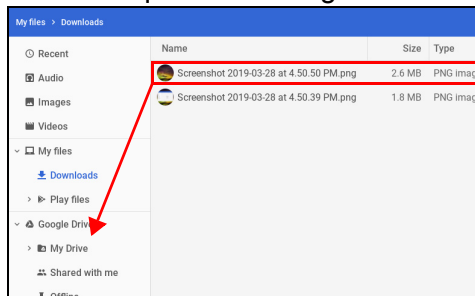 My files > Downloads
Recent
Audio
Images
Videos
My files
Downloads
Play files
Google Drive
My Drive
Shared with me
Offline
Name Size Type
Screenshot 2019-03-28 at 4.50.50 PM.png 2.6 MB PNG imag
Screenshot 2019-03-28 at 4.50.39 PM.png 1.8 MB PNG imag